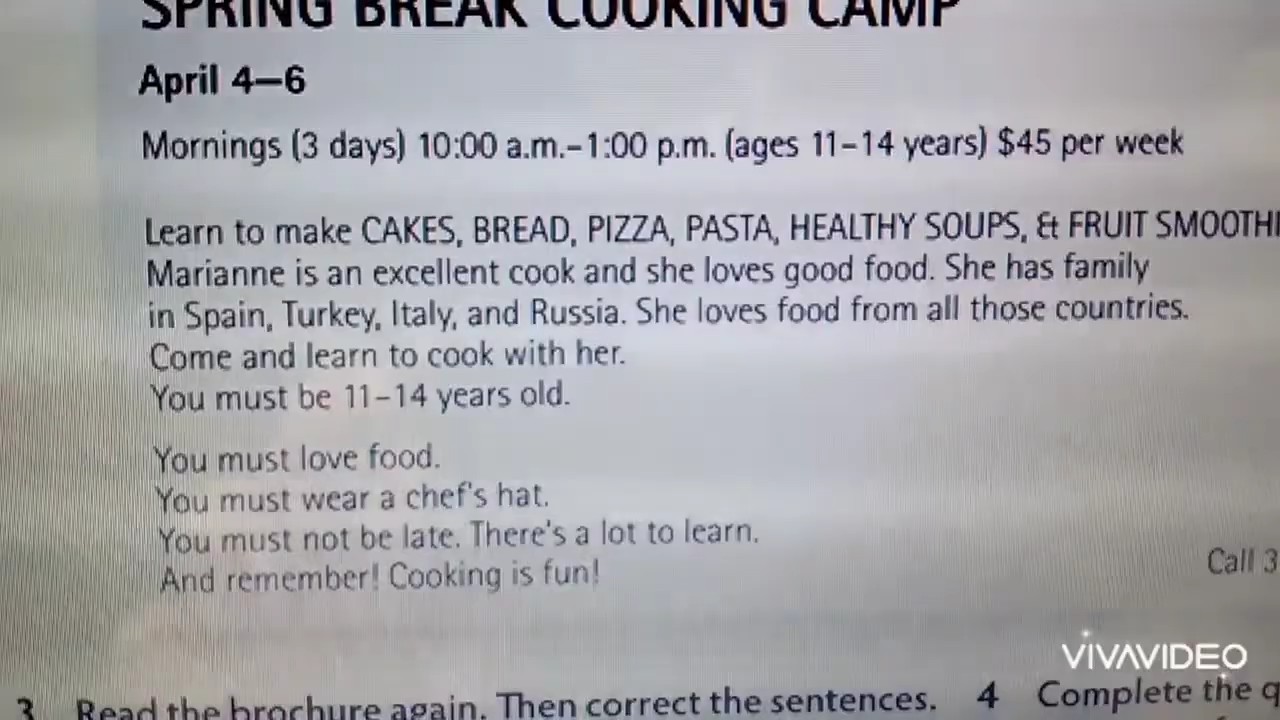 SPRING BREAK COOKING CAMP
April 4–6
Mornings (3 days) 10:00 a.m.–1:00 p.m. (ages 11–14 years) $45 per week
Learn to make CAKES, BREAD, PIZZA, PASTA, HEALTHY SOUPS, & FRUIT SMOOTHI
Marianne is an excellent cook and she loves good food. She has family
in Spain, Turkey, Italy, and Russia. She loves food from all those countries.
Come and learn to cook with her.
You must be 11–14 years old.
You must love food.
You must wear a chef's hat.
You must not be late. There's a lot to learn.
And remember! Cooking is fun!
Call 3
VIVAVIDEO
3 Read the brochure again. Then correct the sentences.
4 Complete the q